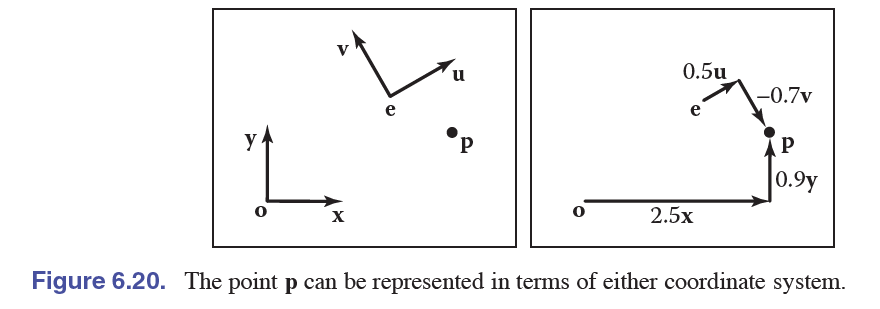 v
u
e
y
p
o
x
0.5u
-0.7v
e
p
0.9y
o
2.5x
Figure 6.20. The point p can be represented in terms of either coordinate system.